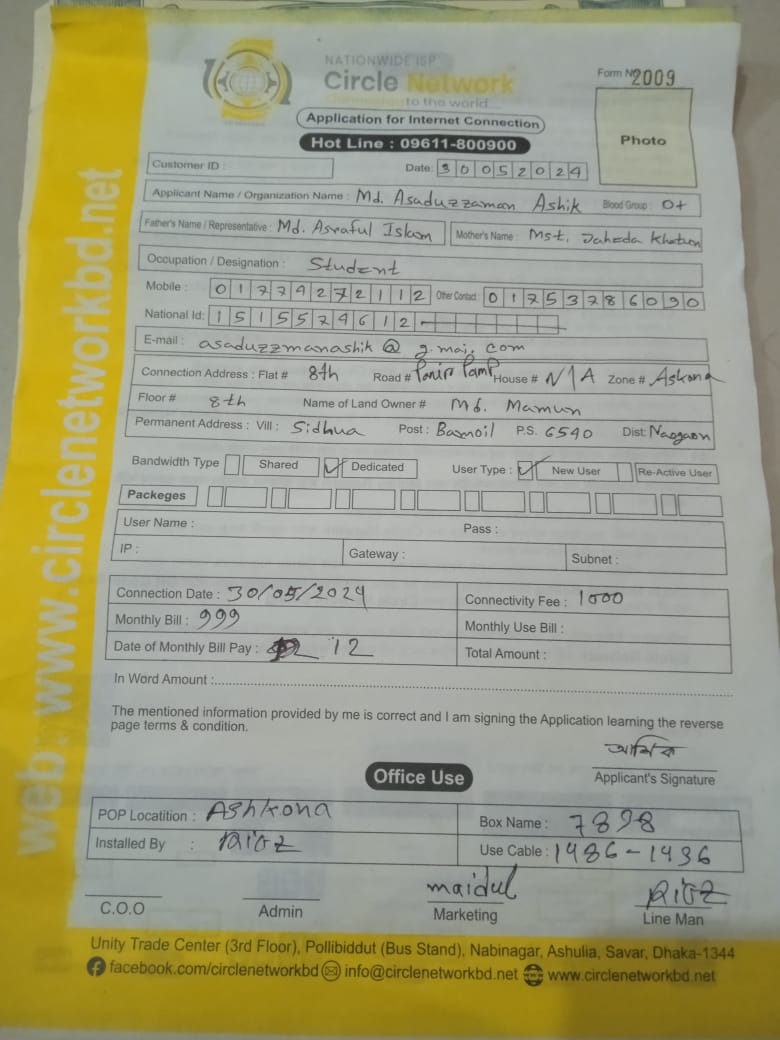 NATIONWIDE ISP
Circle Network
Connecting to the world...
Form No 2009
Application for Internet Connection
Hot Line : 09611-800900
Photo
Customer ID :
Date: 30052024
Applicant Name / Organization Name : Md. Asaduzzaman Ashik Blood Group : O+
Father's Name / Representative : Md. Asraful Islam Mother's Name : Mst. Jaheda Khatun
Occupation / Designation : Student
Mobile : 01774272112 Other Contact : 01753786090
National Id: 1515574612
E-mail : asaduzzmanashik @ g.mai, com
Connection Address : Flat # 8th Road # Panir Pamp House # N/A Zone # Askona
Floor # 8th Name of Land Owner # Md. Mamun
Permanent Address : Vill : Sidhua Post : Bamoil P.S. 6540 Dist: Naogaon
Bandwidth Type Shared Dedicated User Type : New User Re-Active User
Packeges
User Name : Pass :
IP : Gateway : Subnet :
Connection Date : 30/05/2024 Connectivity Fee : 1000
Monthly Bill : 999 Monthly Use Bill :
Date of Monthly Bill Pay : 12 Total Amount :
In Word Amount :
The mentioned information provided by me is correct and I am signing the Application learning the reverse
page terms & condition.
আশিক
Applicant's Signature
Office Use
POP Locatition : Ashkona Box Name : 7898
Installed By : Use Cable : 1486-1436
maidul
C.O.O Admin Marketing Line Man
Unity Trade Center (3rd Floor), Pollibiddut (Bus Stand), Nabinagar, Ashulia, Savar, Dhaka-1344
facebook.com/circlenetworkbd info@circlenetworkbd.net www.circlenetworkbd.net
web: www.circlenetworkbd.net